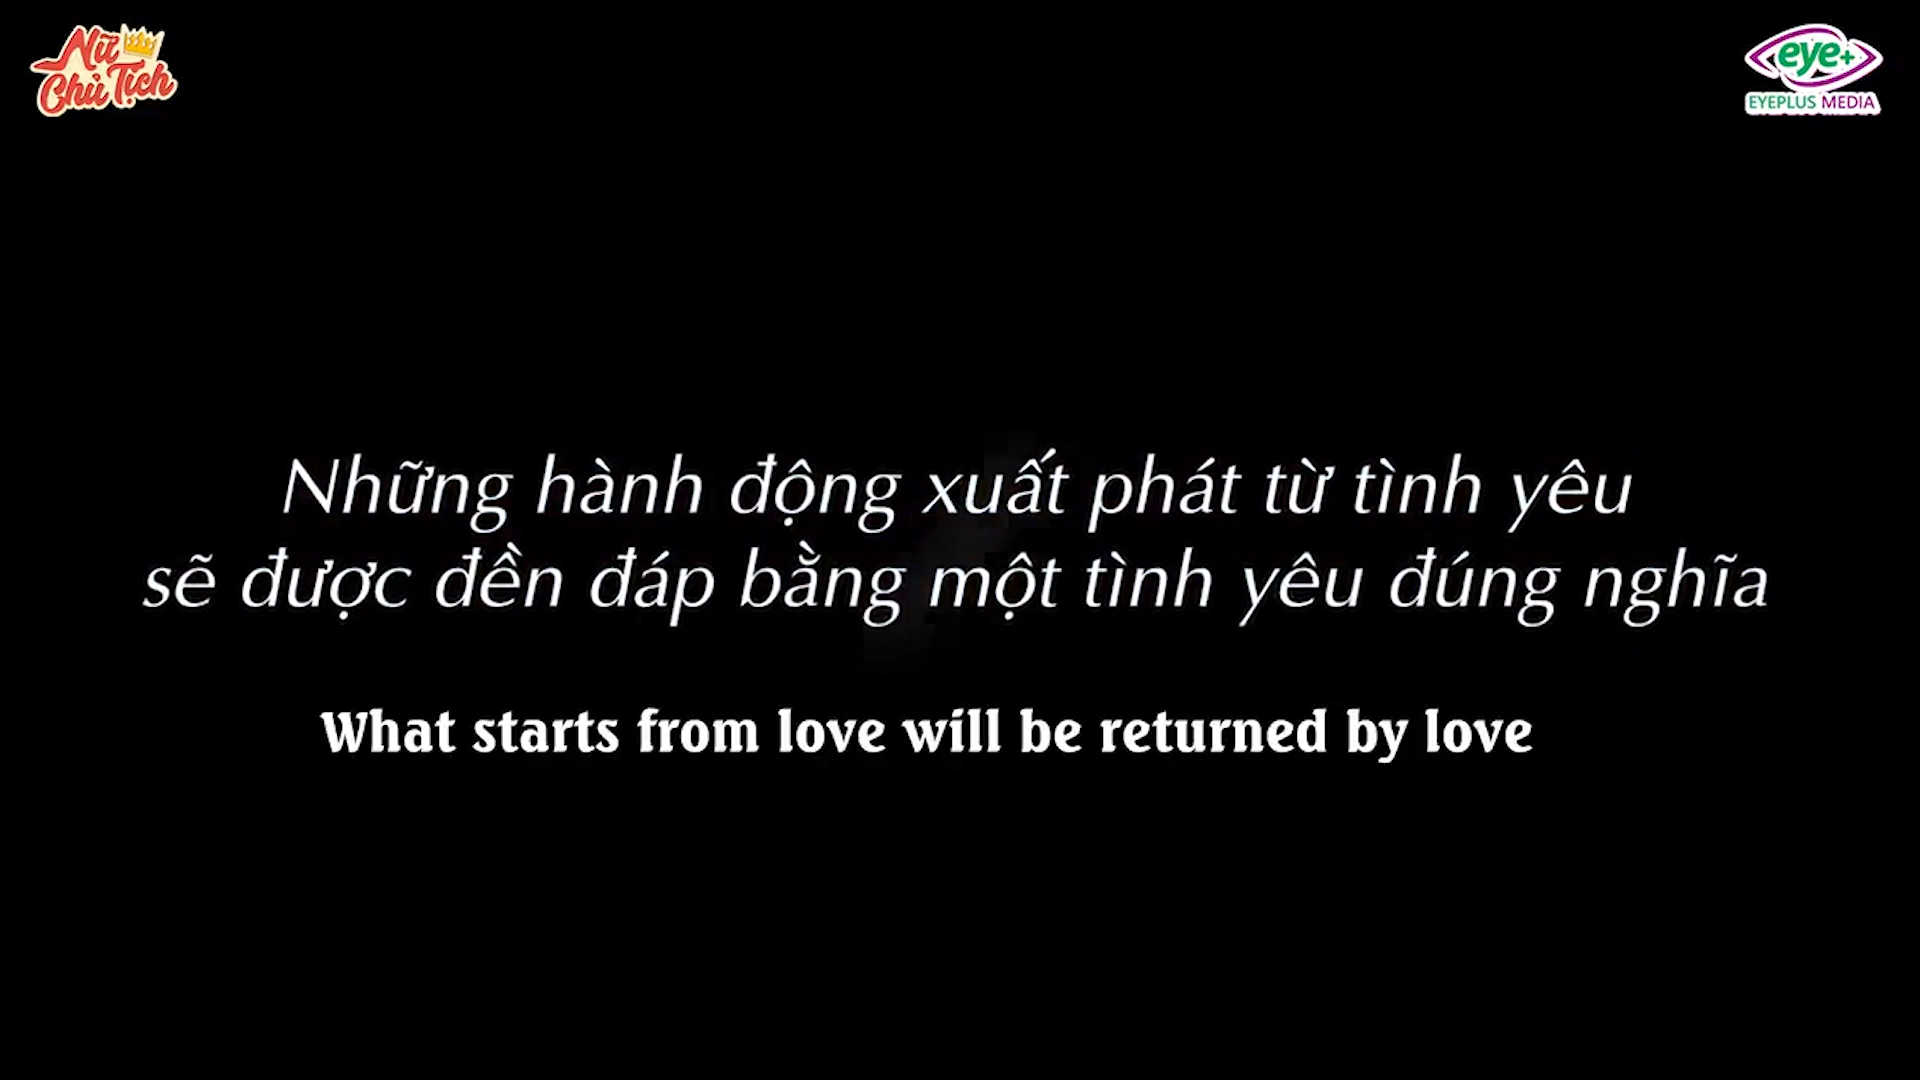 Nữ
Chủ Tịch
eye+
EYEPLUS MEDIA
Những hành động xuất phát từ tình yêu
sẽ được đền đáp bằng một tình yêu đúng nghĩa
What starts from love will be returned by love